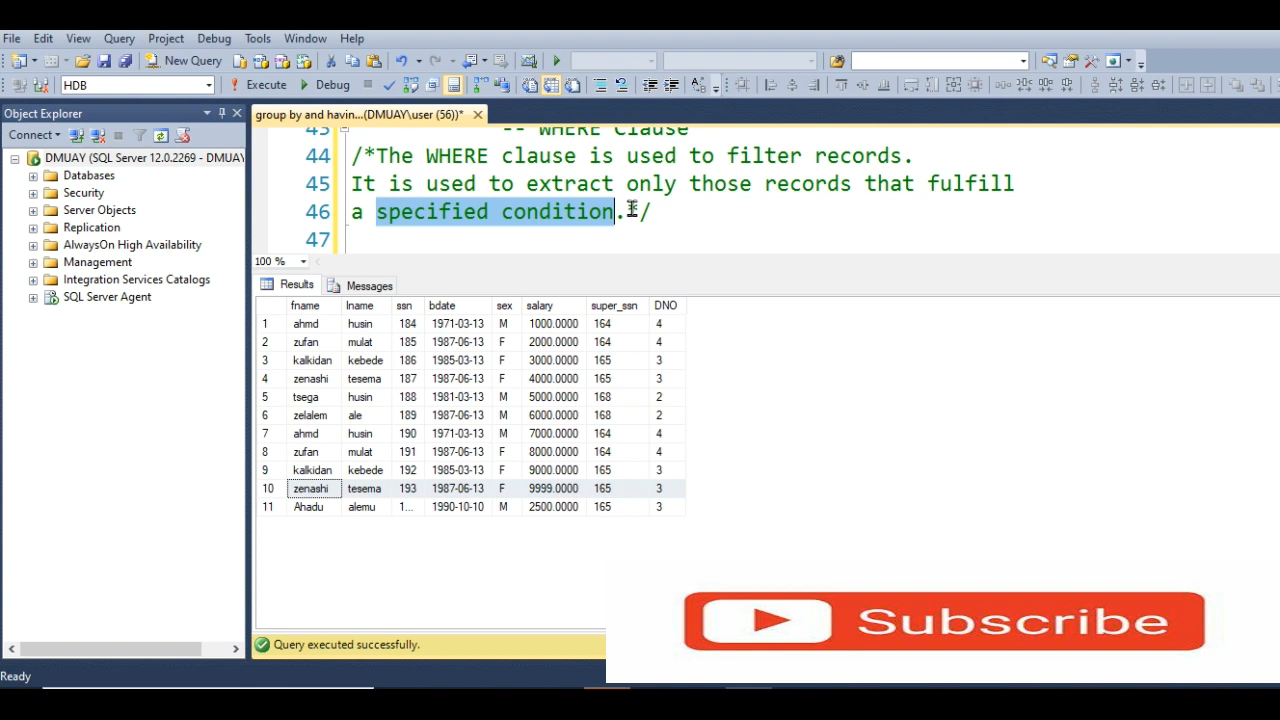 File Edit View Query Project Debug Tools Window Help
New Query
HDB Execute Debug
Object Explorer
group by and havin...(DMUAY\user (56))*
Connect
DMUAY (SQL Server 12.0.2269 - DMUAY
Databases
Security
Server Objects
Replication
AlwaysOn High Availability
Management
Integration Services Catalogs
SQL Server Agent
43 -- WHERE Clause
44 /*The WHERE clause is used to filter records.
45 It is used to extract only those records that fulfill
46 a specified condition.*/
47
100 %
Results Messages
fname lname ssn bdate sex salary super_ssn DNO
1 ahmd husin 184 1971-03-13 M 1000.0000 164 4
2 zufan mulat 185 1987-06-13 F 2000.0000 164 4
3 kalkidan kebede 186 1985-03-13 F 3000.0000 165 3
4 zenashi tesema 187 1987-06-13 F 4000.0000 165 3
5 tsega husin 188 1981-03-13 M 5000.0000 168 2
6 zelalem ale 189 1987-06-13 M 6000.0000 168 2
7 ahmd husin 190 1971-03-13 M 7000.0000 164 4
8 zufan mulat 191 1987-06-13 F 8000.0000 164 4
9 kalkidan kebede 192 1985-03-13 F 9000.0000 165 3
10 zenashi tesema 193 1987-06-13 F 9999.0000 165 3
11 Ahadu alemu 1... 1990-10-10 M 2500.0000 165 3
Subscribe
Query executed successfully.
Ready